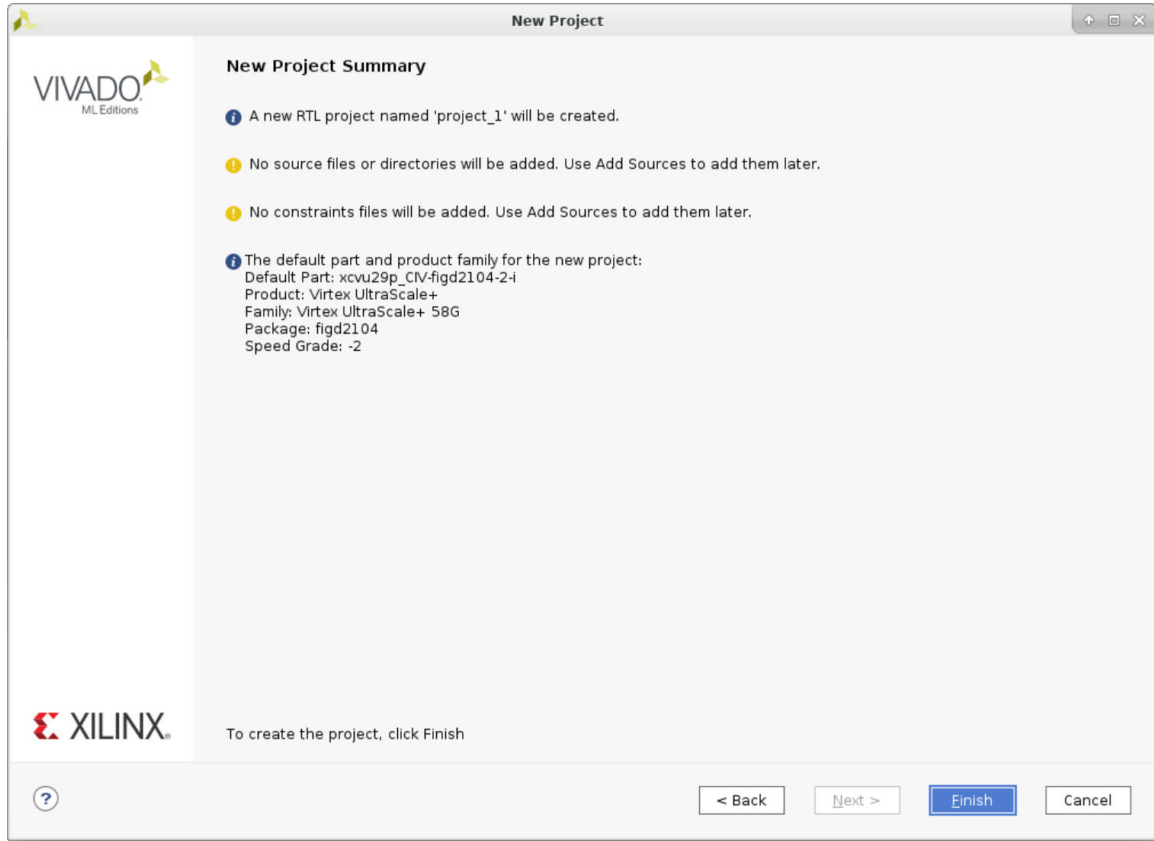 New Project
VIVADO
ML Editions
New Project Summary
A new RTL project named 'project_1' will be created.
No source files or directories will be added. Use Add Sources to add them later.
No constraints files will be added. Use Add Sources to add them later.
The default part and product family for the new project:
Default Part: xcvu29p_CIV-figd2104-2-i
Product: Virtex UltraScale+
Family: Virtex UltraScale+ 58G
Package: figd2104
Speed Grade: -2
XILINX
To create the project, click Finish
?
< Back
Next >
Finish
Cancel